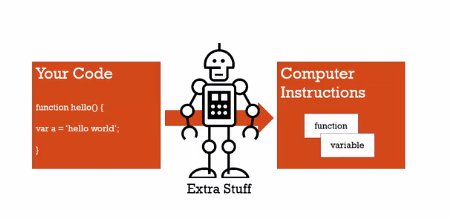 Your Code
function hello() {
var a = 'hello world';
}
Extra Stuff
Computer
Instructions
function
variable